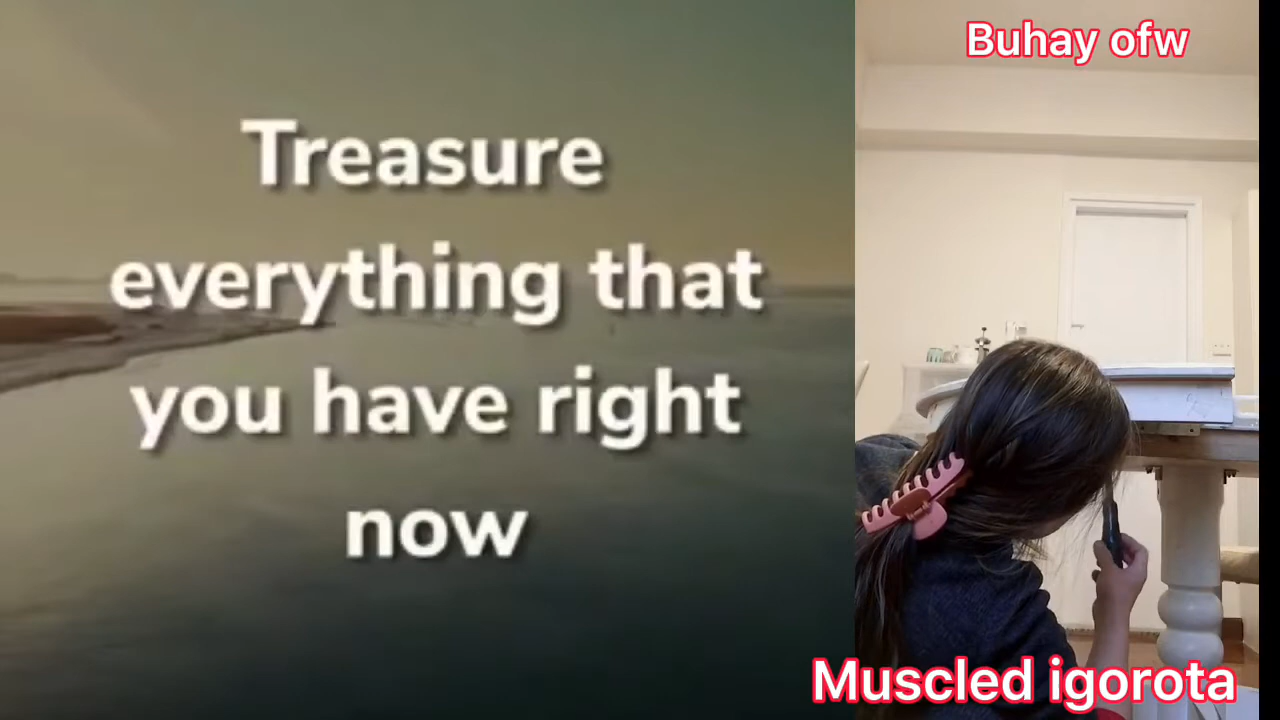 Treasure
everything that
you have right
now
Buhay ofw
Muscled igorota